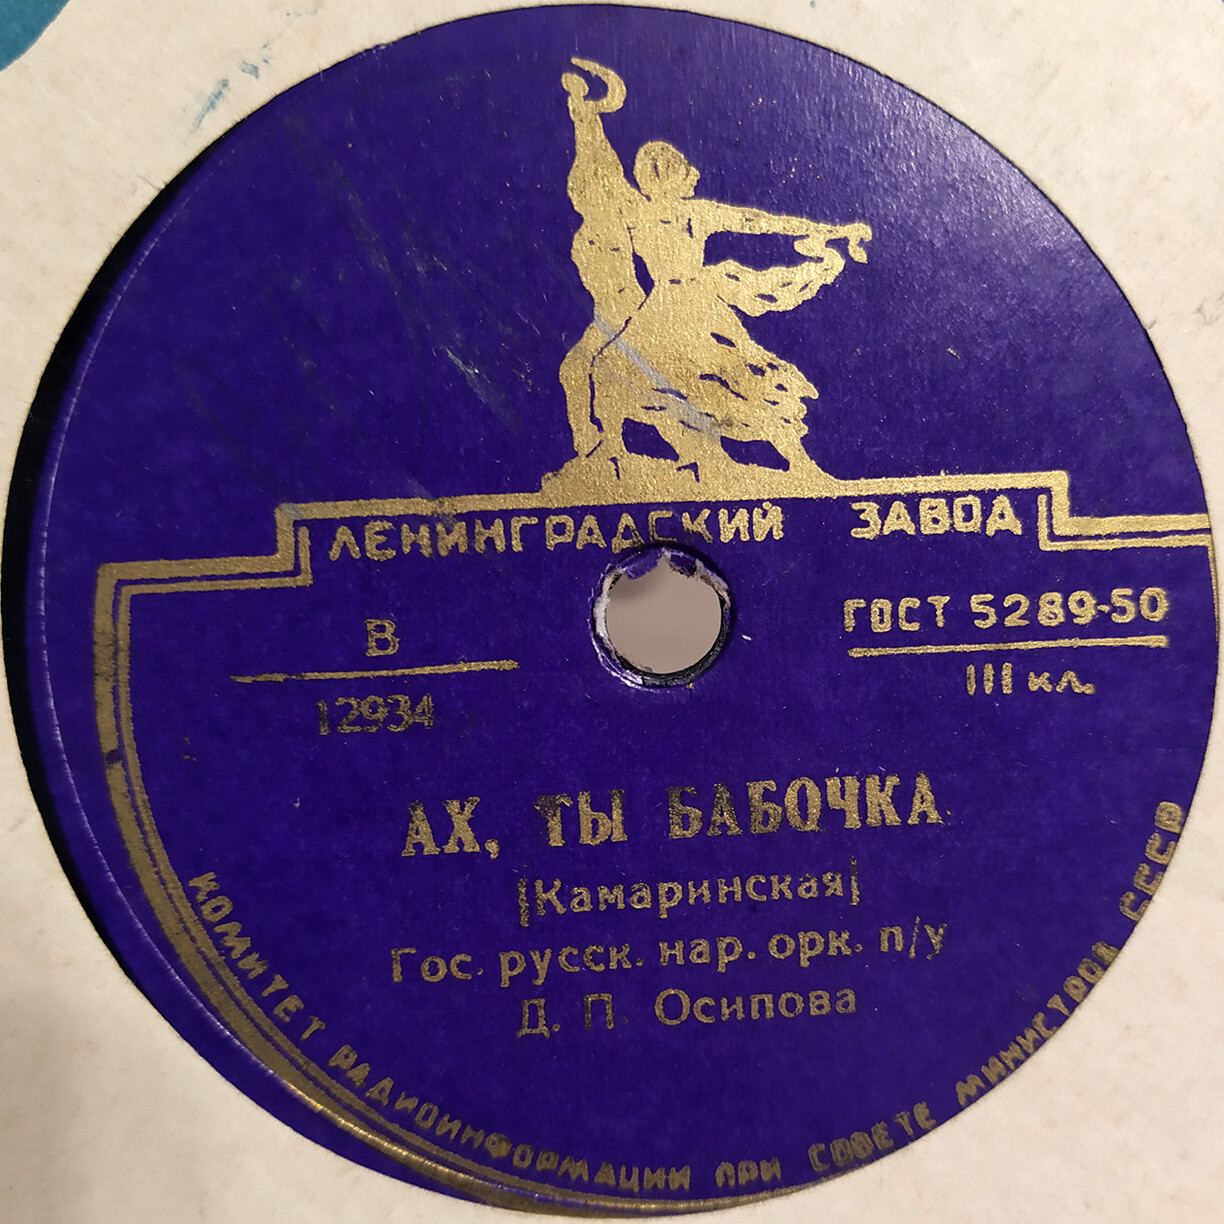 ЛЕНИНГРАДСКИЙ ЗАВОД
В
12934
ГОСТ 5289-50
III кл.
АХ, ТЫ БАБОЧКА
[Камаринская]
Гос. русск. нар. орк. п/у
Д. П. Осипова
КОМИТЕТ РАДИОИНФОРМАЦИИ ПРИ СОВЕТЕ МИНИСТРОВ СССР